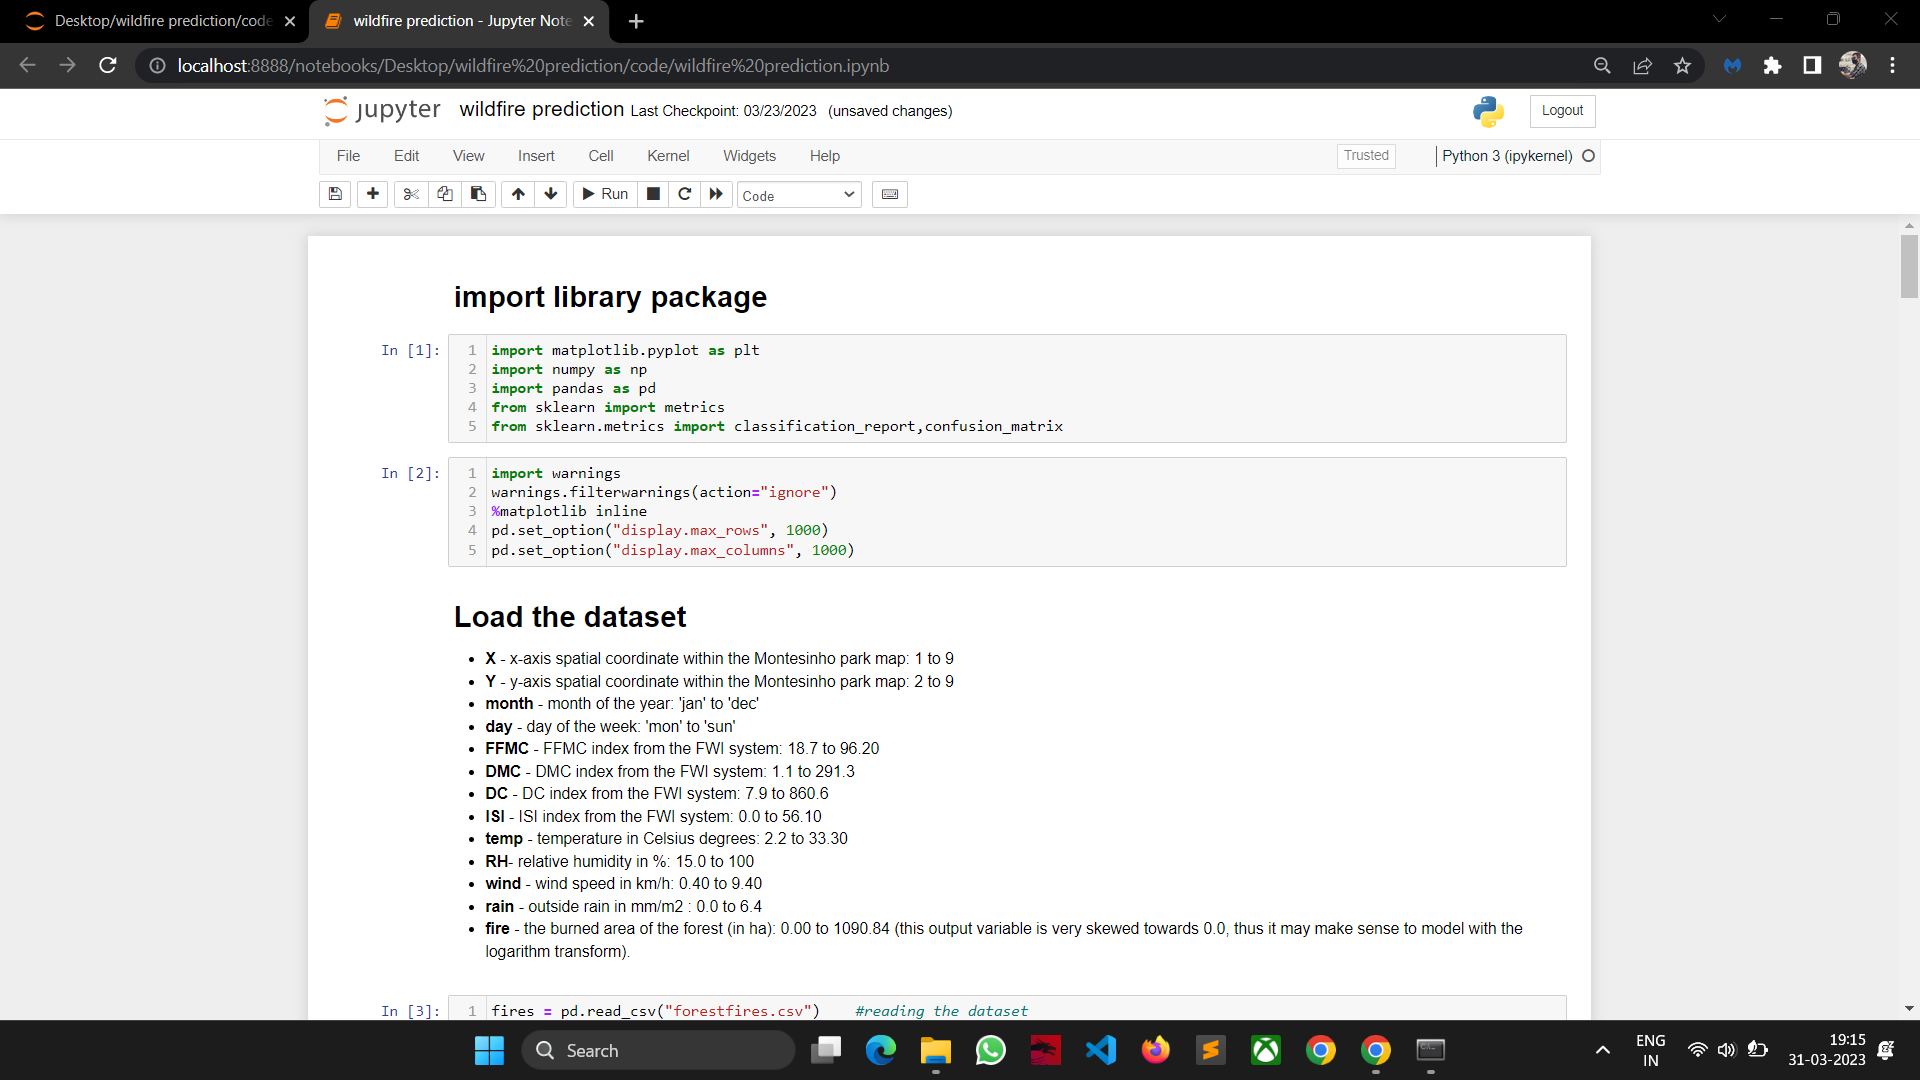 Desktop/wildfire prediction/code
wildfire prediction - Jupyter Note
localhost:8888/notebooks/Desktop/wildfire%20prediction/code/wildfire%20prediction.ipynb
jupyter wildfire prediction Last Checkpoint: 03/23/2023 (unsaved changes)
Logout
File Edit View Insert Cell Kernel Widgets Help
Trusted Python 3 (ipykernel)
Run Code
import library package
In [1]:
1 import matplotlib.pyplot as plt
2 import numpy as np
3 import pandas as pd
4 from sklearn import metrics
5 from sklearn.metrics import classification_report,confusion_matrix
In [2]:
1 import warnings
2 warnings.filterwarnings(action="ignore")
3 %matplotlib inline
4 pd.set_option("display.max_rows", 1000)
5 pd.set_option("display.max_columns", 1000)
Load the dataset
• X - x-axis spatial coordinate within the Montesinho park map: 1 to 9
• Y - y-axis spatial coordinate within the Montesinho park map: 2 to 9
• month - month of the year: 'jan' to 'dec'
• day - day of the week: 'mon' to 'sun'
• FFMC - FFMC index from the FWI system: 18.7 to 96.20
• DMC - DMC index from the FWI system: 1.1 to 291.3
• DC - DC index from the FWI system: 7.9 to 860.6
• ISI - ISI index from the FWI system: 0.0 to 56.10
• temp - temperature in Celsius degrees: 2.2 to 33.30
• RH- relative humidity in %: 15.0 to 100
• wind - wind speed in km/h: 0.40 to 9.40
• rain - outside rain in mm/m2 : 0.0 to 6.4
• fire - the burned area of the forest (in ha): 0.00 to 1090.84 (this output variable is very skewed towards 0.0, thus it may make sense to model with the
logarithm transform).
In [3]:
1 fires = pd.read_csv("forestfires.csv") #reading the dataset
Search
ENG
IN
19:15
31-03-2023